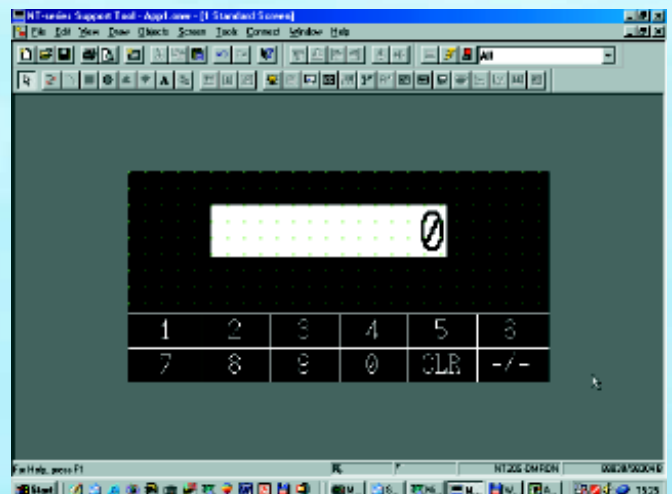 NT-series Support Tool - App1.onw - [1 Standard Screen]
File Edit View Draw Objects Screen Tools Connect Window Help
All
0
1 2 3 4 5 6
7 8 9 0 CLR -/-
For Help, press F1
Start